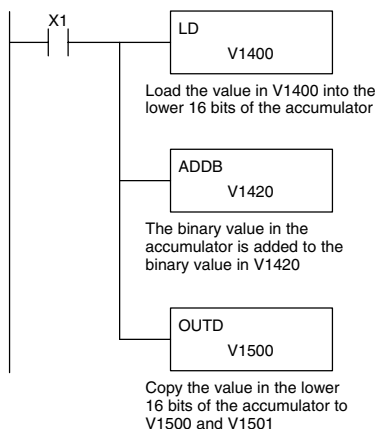 X1
LD
V1400
Load the value in V1400 into the
lower 16 bits of the accumulator
ADDB
V1420
The binary value in the
accumulator is added to the
binary value in V1420
OUTD
V1500
Copy the value in the lower
16 bits of the accumulator to
V1500 and V1501